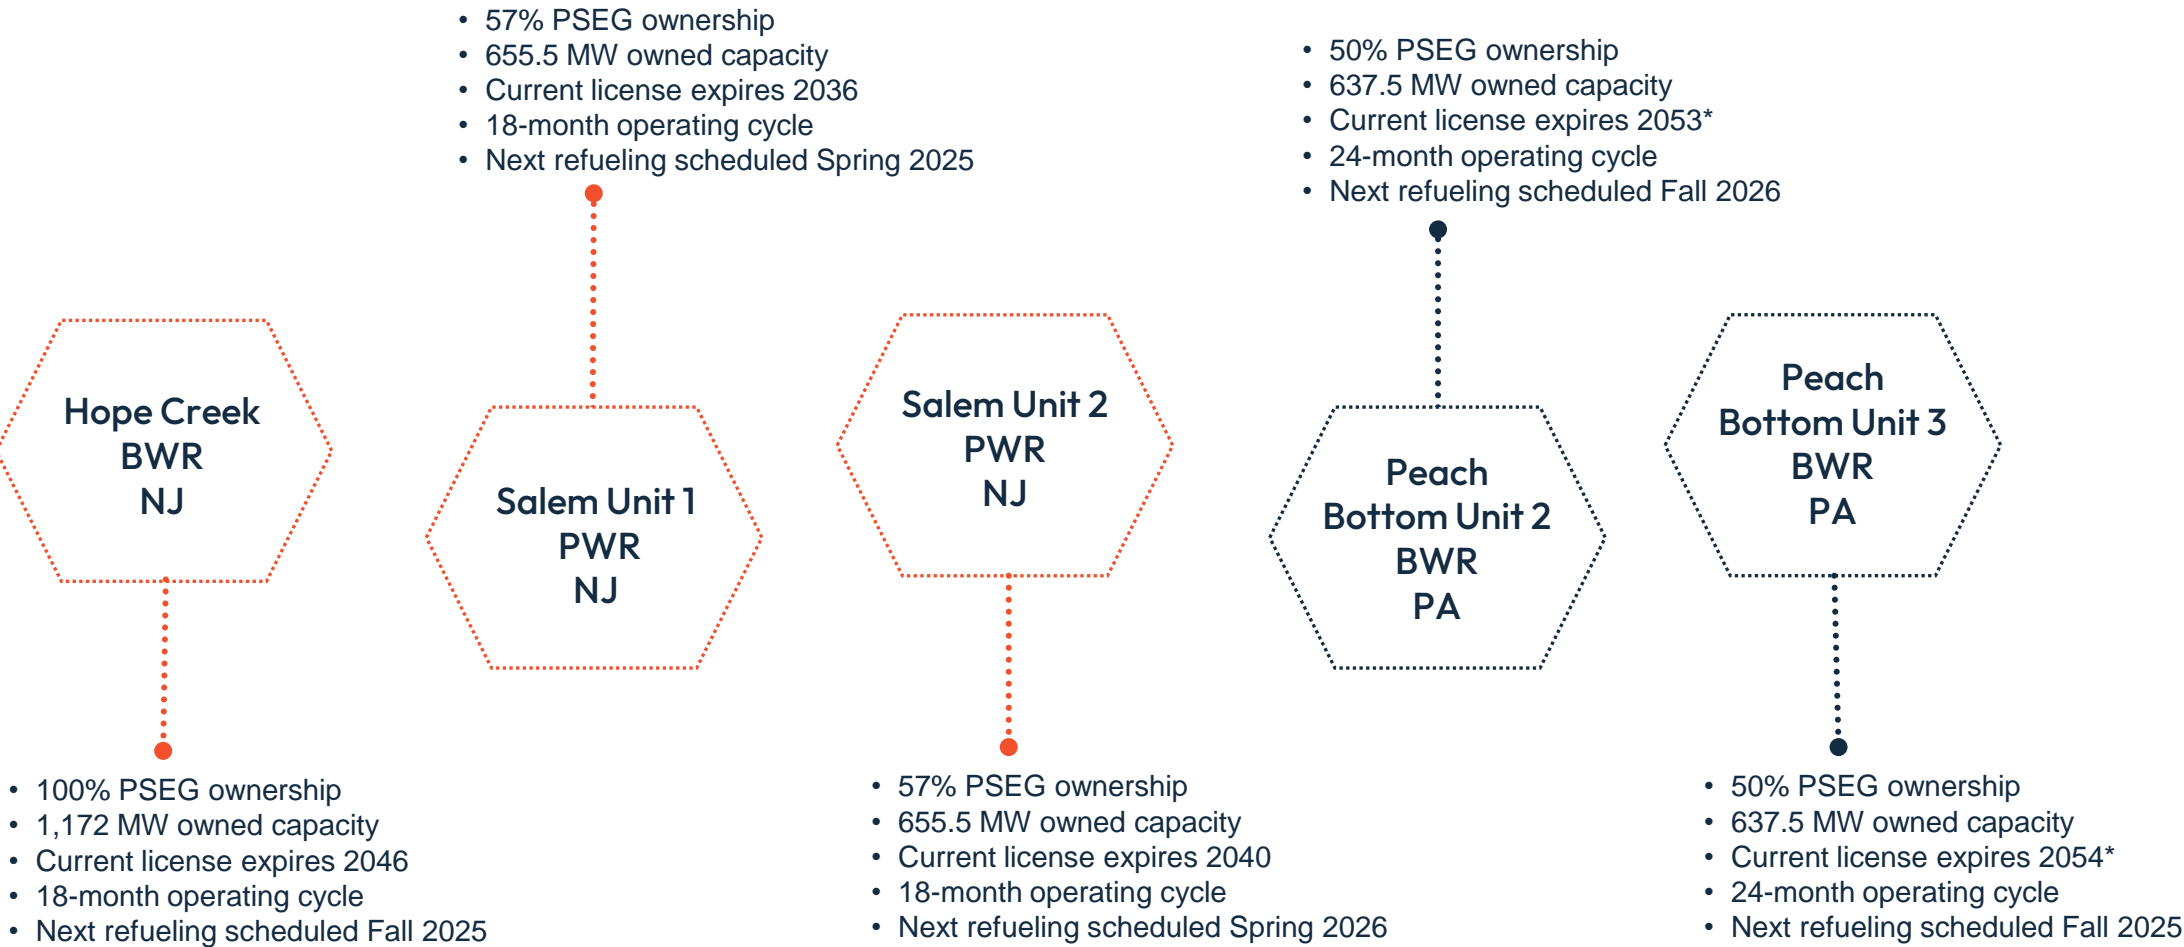 • 57% PSEG ownership
• 655.5 MW owned capacity
• Current license expires 2036
• 18-month operating cycle
• Next refueling scheduled Spring 2025
• 50% PSEG ownership
• 637.5 MW owned capacity
• Current license expires 2053*
• 24-month operating cycle
• Next refueling scheduled Fall 2026
Hope Creek
BWR
NJ
Salem Unit 1
PWR
NJ
Salem Unit 2
PWR
NJ
Peach
Bottom Unit 2
BWR
PA
Peach
Bottom Unit 3
BWR
PA
• 100% PSEG ownership
• 1,172 MW owned capacity
• Current license expires 2046
• 18-month operating cycle
• Next refueling scheduled Fall 2025
• 57% PSEG ownership
• 655.5 MW owned capacity
• Current license expires 2040
• 18-month operating cycle
• Next refueling scheduled Spring 2026
• 50% PSEG ownership
• 637.5 MW owned capacity
• Current license expires 2054*
• 24-month operating cycle
• Next refueling scheduled Fall 2025